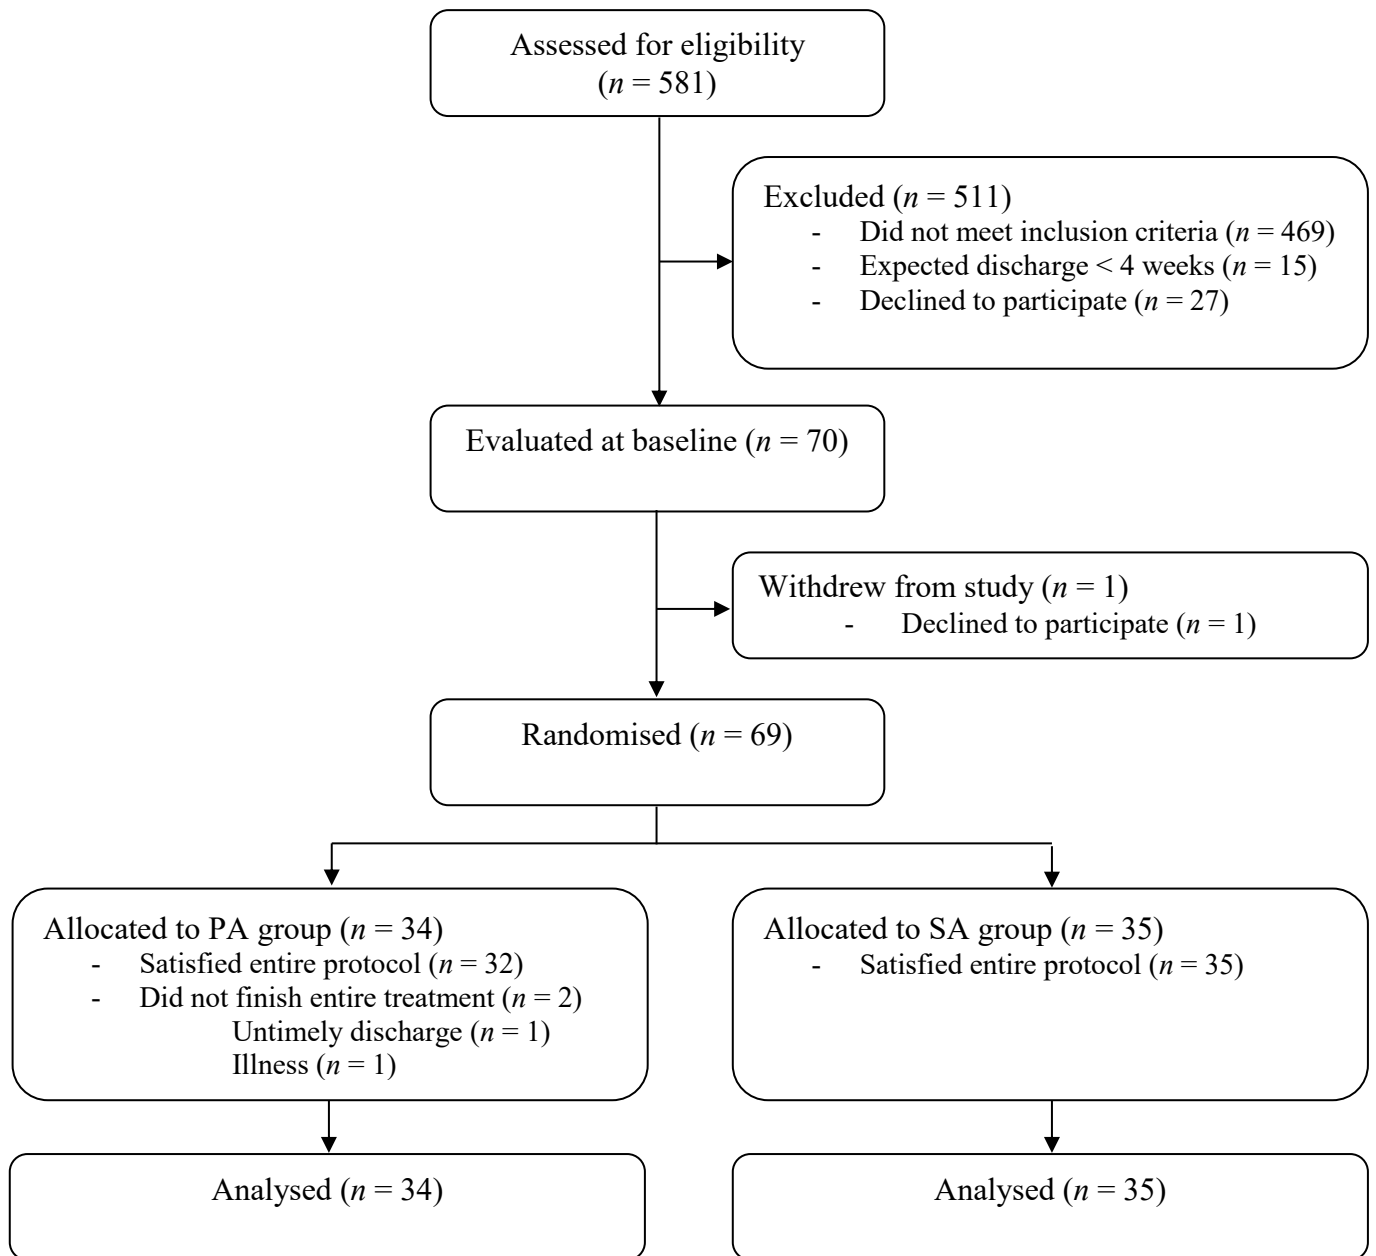 Assessed for eligibility
(n = 581)
Excluded (n = 511)
- Did not meet inclusion criteria (n = 469)
- Expected discharge < 4 weeks (n = 15)
- Declined to participate (n = 27)
Evaluated at baseline (n = 70)
Withdrew from study (n = 1)
- Declined to participate (n = 1)
Randomised (n = 69)
Allocated to PA group (n = 34)
- Satisfied entire protocol (n = 32)
- Did not finish entire treatment (n = 2)
Untimely discharge (n = 1)
Illness (n = 1)
Allocated to SA group (n = 35)
- Satisfied entire protocol (n = 35)
Analysed (n = 34)
Analysed (n = 35)